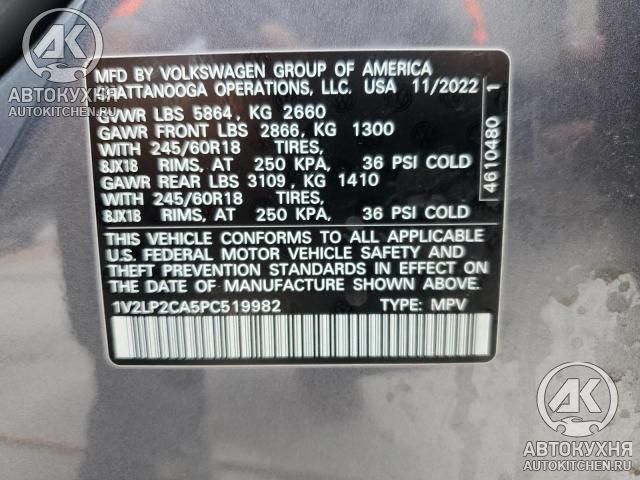 MFD BY VOLKSWAGEN GROUP OF AMERICA
CHATTANOOGA OPERATIONS, LLC. USA 11/2022
GVWR LBS 5864, KG 2660
GAWR FRONT LBS 2866, KG 1300
WITH 245/60R18 TIRES,
8JX18 RIMS, AT 250 KPA, 36 PSI COLD
GAWR REAR LBS 3109, KG 1410
WITH 245/60R18 TIRES,
8JX18 RIMS, AT 250 KPA, 36 PSI COLD
THIS VEHICLE CONFORMS TO ALL APPLICABLE
U.S. FEDERAL MOTOR VEHICLE SAFETY AND
THEFT PREVENTION STANDARDS IN EFFECT ON
THE DATE OF MANUFACTURE SHOWN ABOVE.
1V2LP2CA5PC519982 TYPE: MPV
4610480 1
АК
АВТОКУХНЯ
AUTOKITCHEN.RU
АК
АВТОКУХНЯ
AUTOKITCHEN.RU